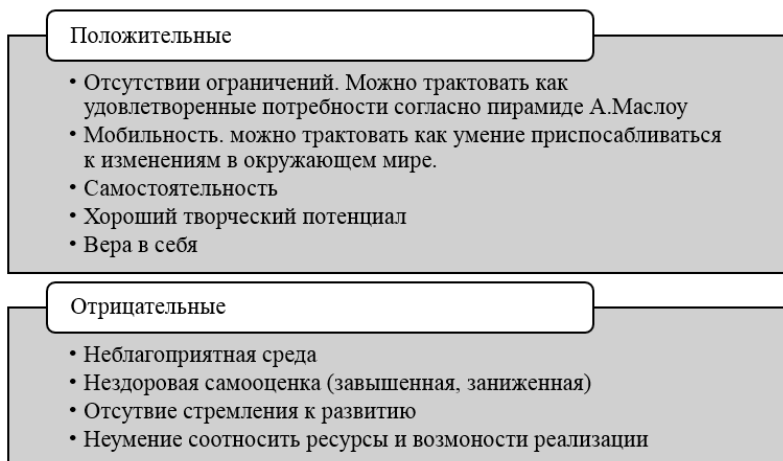 Положительные
• Отсутствии ограничений. Можно трактовать как
удовлетворенные потребности согласно пирамиде А.Маслоу
• Мобильность. можно трактовать как умение приспосабливаться
к изменениям в окружающем мире.
• Самостоятельность
• Хороший творческий потенциал
• Вера в себя
Отрицательные
• Неблагоприятная среда
• Нездоровая самооценка (завышенная, заниженная)
• Отсутвие стремления к развитию
• Неумение соотносить ресурсы и возмоности реализации